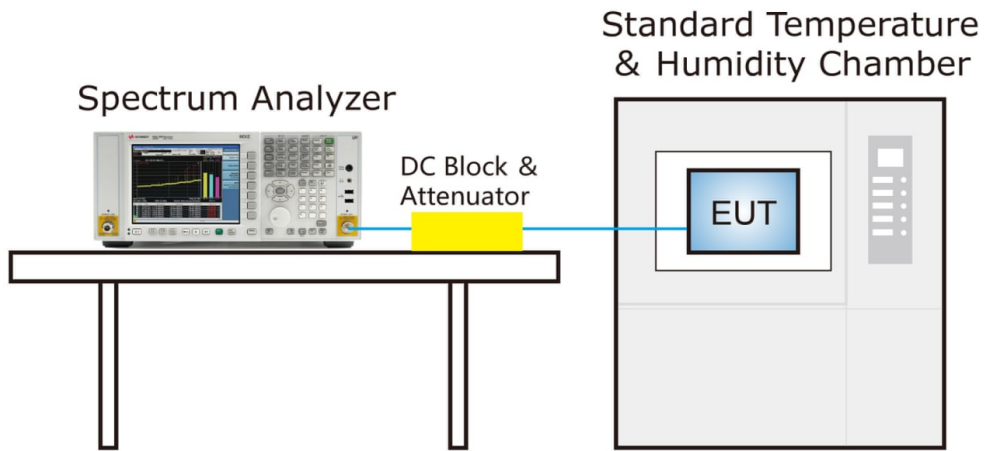 Standard Temperature
& Humidity Chamber
Spectrum Analyzer
DC Block &
Attenuator
EUT